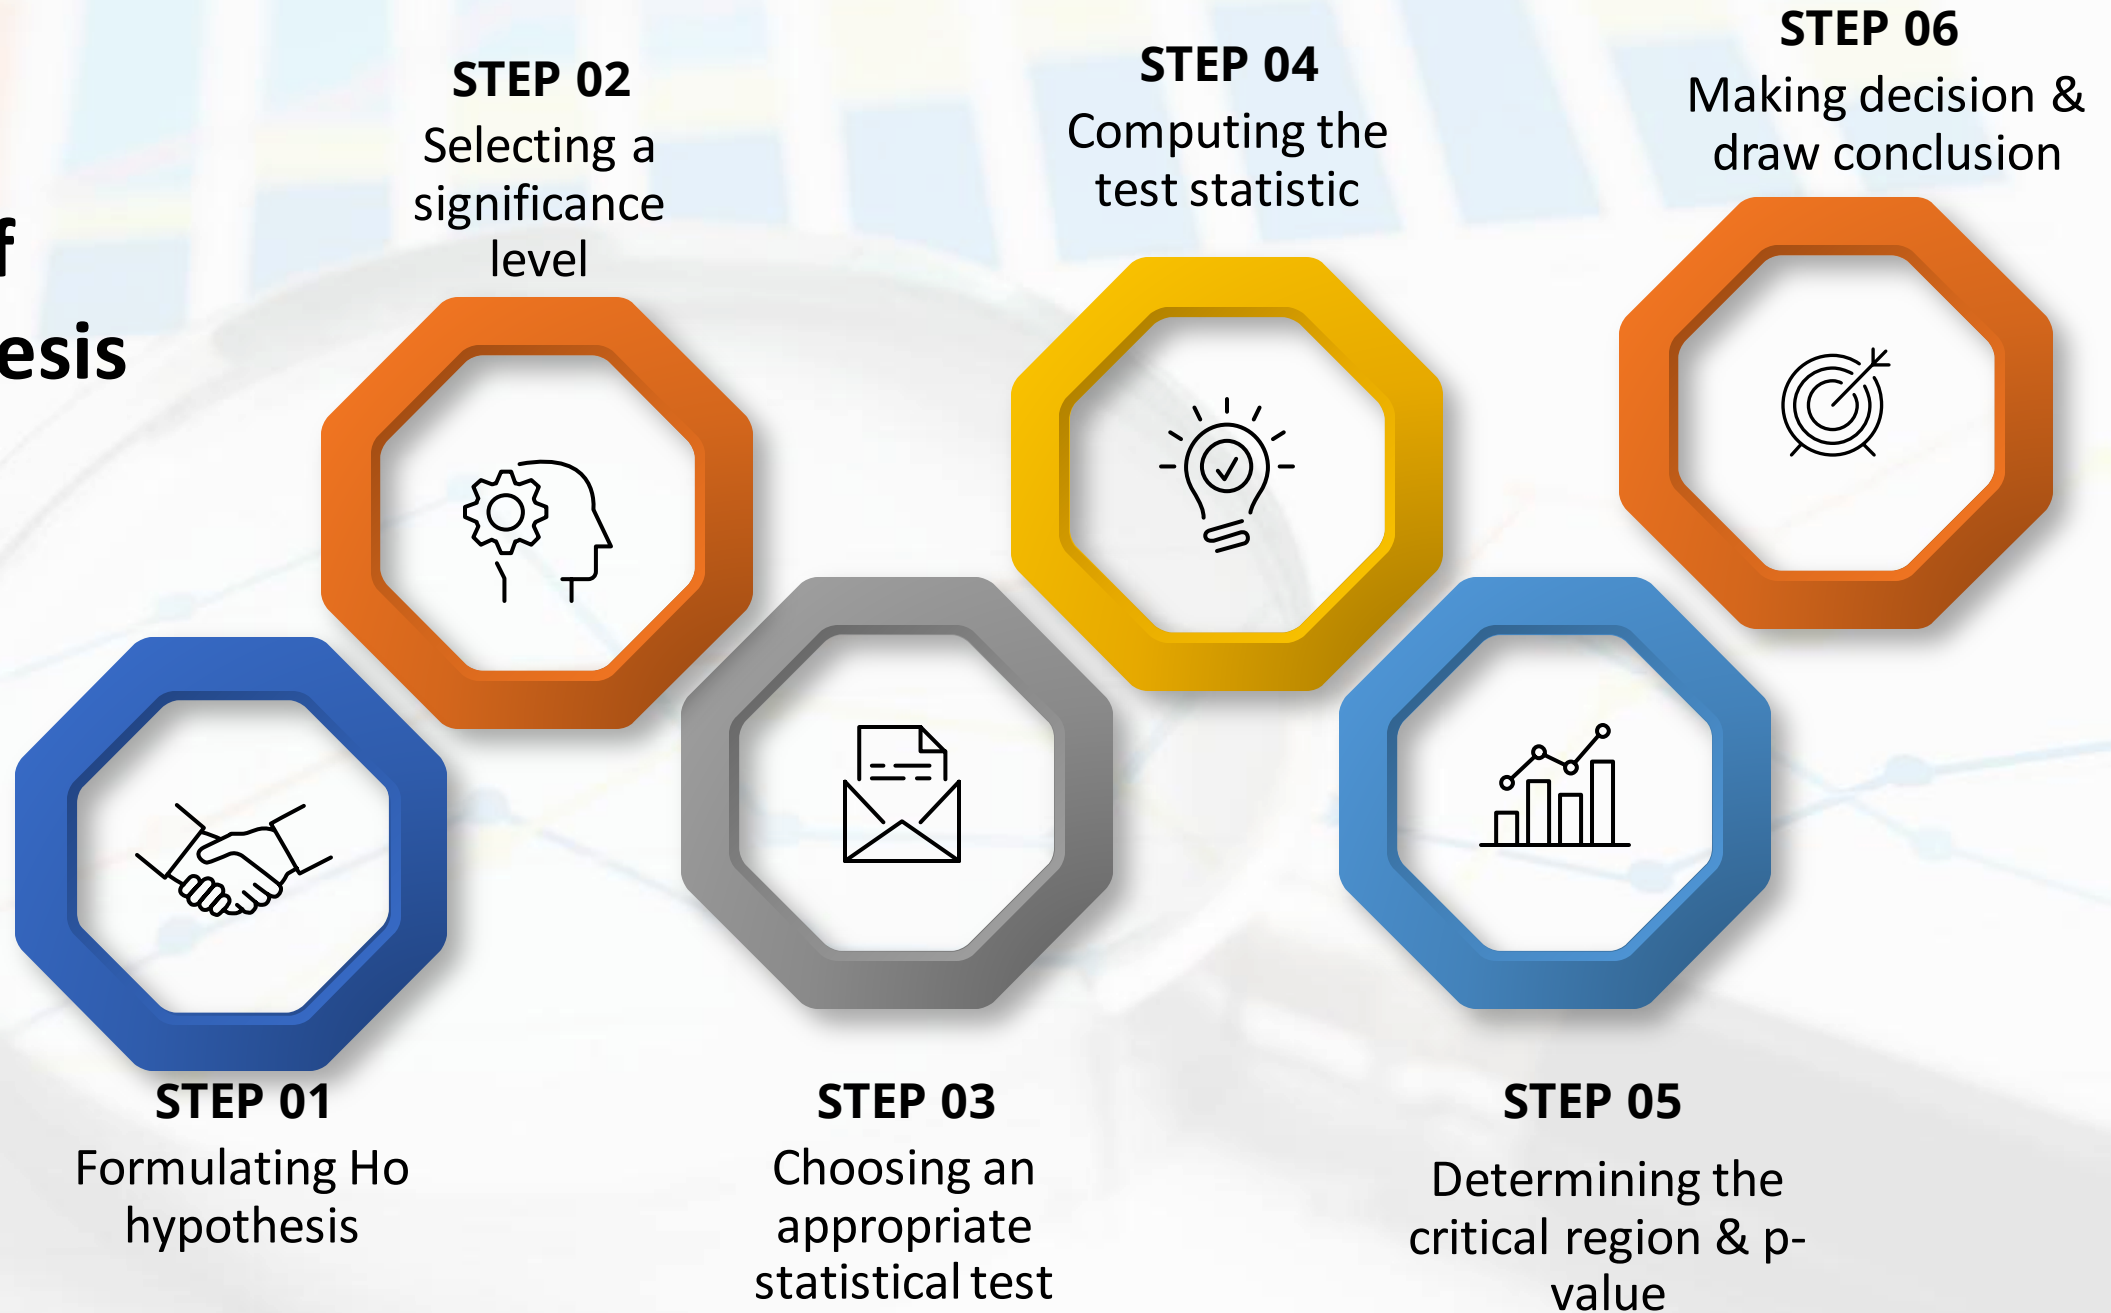 f
esis
STEP 01
Formulating Ho
hypothesis
STEP 02
Selecting a
significance
level
STEP 03
Choosing an
appropriate
statistical test
STEP 04
Computing the
test statistic
STEP 05
Determining the
critical region & p-
value
STEP 06
Making decision &
draw conclusion